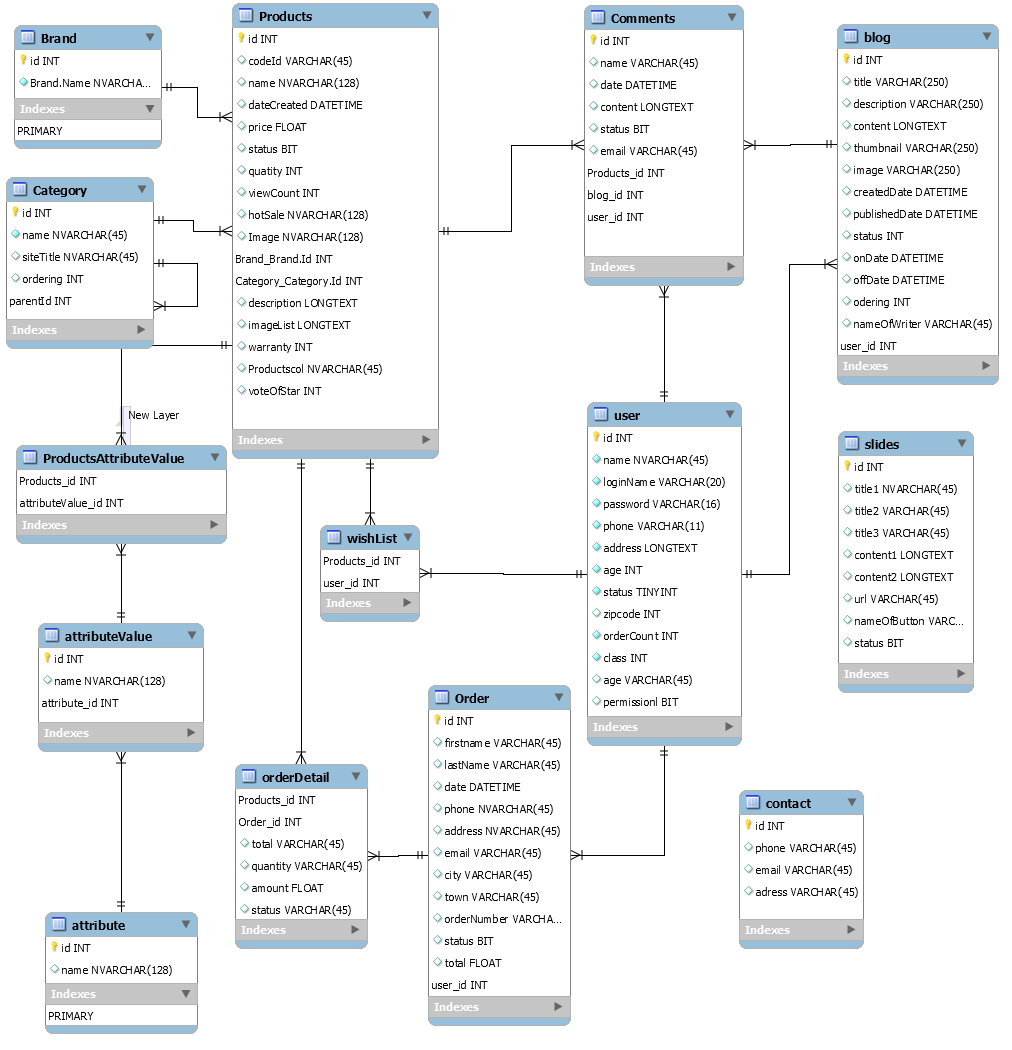 Brand
id INT
Brand.Name NVARCHA...
Indexes
PRIMARY
Category
id INT
name NVARCHAR(45)
siteTitle NVARCHAR(45)
ordering INT
parentId INT
Indexes
Products
id INT
codeId VARCHAR(45)
name NVARCHAR(128)
dateCreated DATETIME
price FLOAT
status BIT
quatity INT
viewCount INT
hotSale NVARCHAR(128)
Image NVARCHAR(128)
Brand_Brand.Id INT
Category_Category.Id INT
description LONGTEXT
imageList LONGTEXT
warranty INT
Productscol NVARCHAR(45)
voteOfStar INT
Indexes
Comments
id INT
name VARCHAR(45)
date DATETIME
content LONGTEXT
status BIT
email VARCHAR(45)
Products_id INT
blog_id INT
user_id INT
Indexes
blog
id INT
title VARCHAR(250)
description VARCHAR(250)
content LONGTEXT
thumbnail VARCHAR(250)
image VARCHAR(250)
createdDate DATETIME
publishedDate DATETIME
status INT
onDate DATETIME
offDate DATETIME
odering INT
nameOfWriter VARCHAR(45)
user_id INT
Indexes
New Layer
ProductsAttributeValue
Products_id INT
attributeValue_id INT
Indexes
wishList
Products_id INT
user_id INT
Indexes
user
id INT
name NVARCHAR(45)
loginName VARCHAR(20)
password VARCHAR(16)
phone VARCHAR(11)
address LONGTEXT
age INT
status TINYINT
zipcode INT
orderCount INT
class INT
age VARCHAR(45)
permissionl BIT
Indexes
slides
id INT
title1 NVARCHAR(45)
title2 VARCHAR(45)
title3 VARCHAR(45)
content1 LONGTEXT
content2 LONGTEXT
url VARCHAR(45)
nameOfButton VARC...
status BIT
Indexes
attributeValue
id INT
name NVARCHAR(128)
attribute_id INT
Indexes
orderDetail
Products_id INT
Order_id INT
total VARCHAR(45)
quantity VARCHAR(45)
amount FLOAT
status VARCHAR(45)
Indexes
Order
id INT
firstname VARCHAR(45)
lastName VARCHAR(45)
date DATETIME
phone NVARCHAR(45)
address NVARCHAR(45)
email VARCHAR(45)
city VARCHAR(45)
town VARCHAR(45)
orderNumber VARCHA...
status BIT
total FLOAT
user_id INT
Indexes
contact
id INT
phone VARCHAR(45)
email VARCHAR(45)
adress VARCHAR(45)
Indexes
attribute
id INT
name NVARCHAR(128)
Indexes
PRIMARY